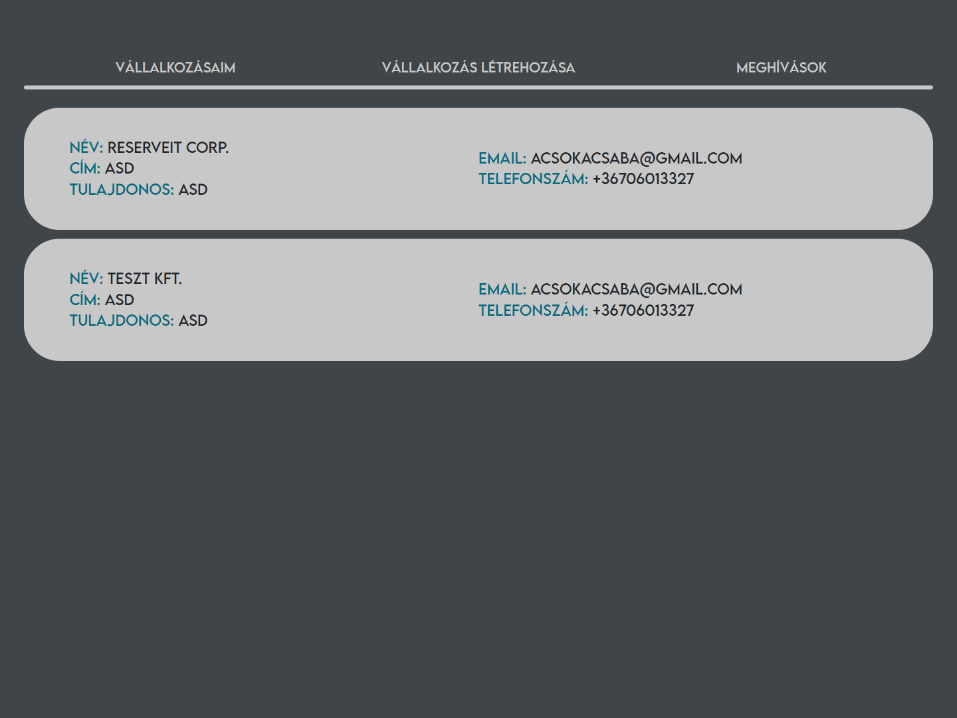 VÁLLALKOZÁSAIM VÁLLALKOZÁS LÉTREHOZÁSA MEGHÍVÁSOK
NÉV: RESERVEIT CORP.
CÍM: ASD
TULAJDONOS: ASD
EMAIL: ACSOKACSABA@GMAIL.COM
TELEFONSZÁM: +36706013327
NÉV: TESZT KFT.
CÍM: ASD
TULAJDONOS: ASD
EMAIL: ACSOKACSABA@GMAIL.COM
TELEFONSZÁM: +36706013327